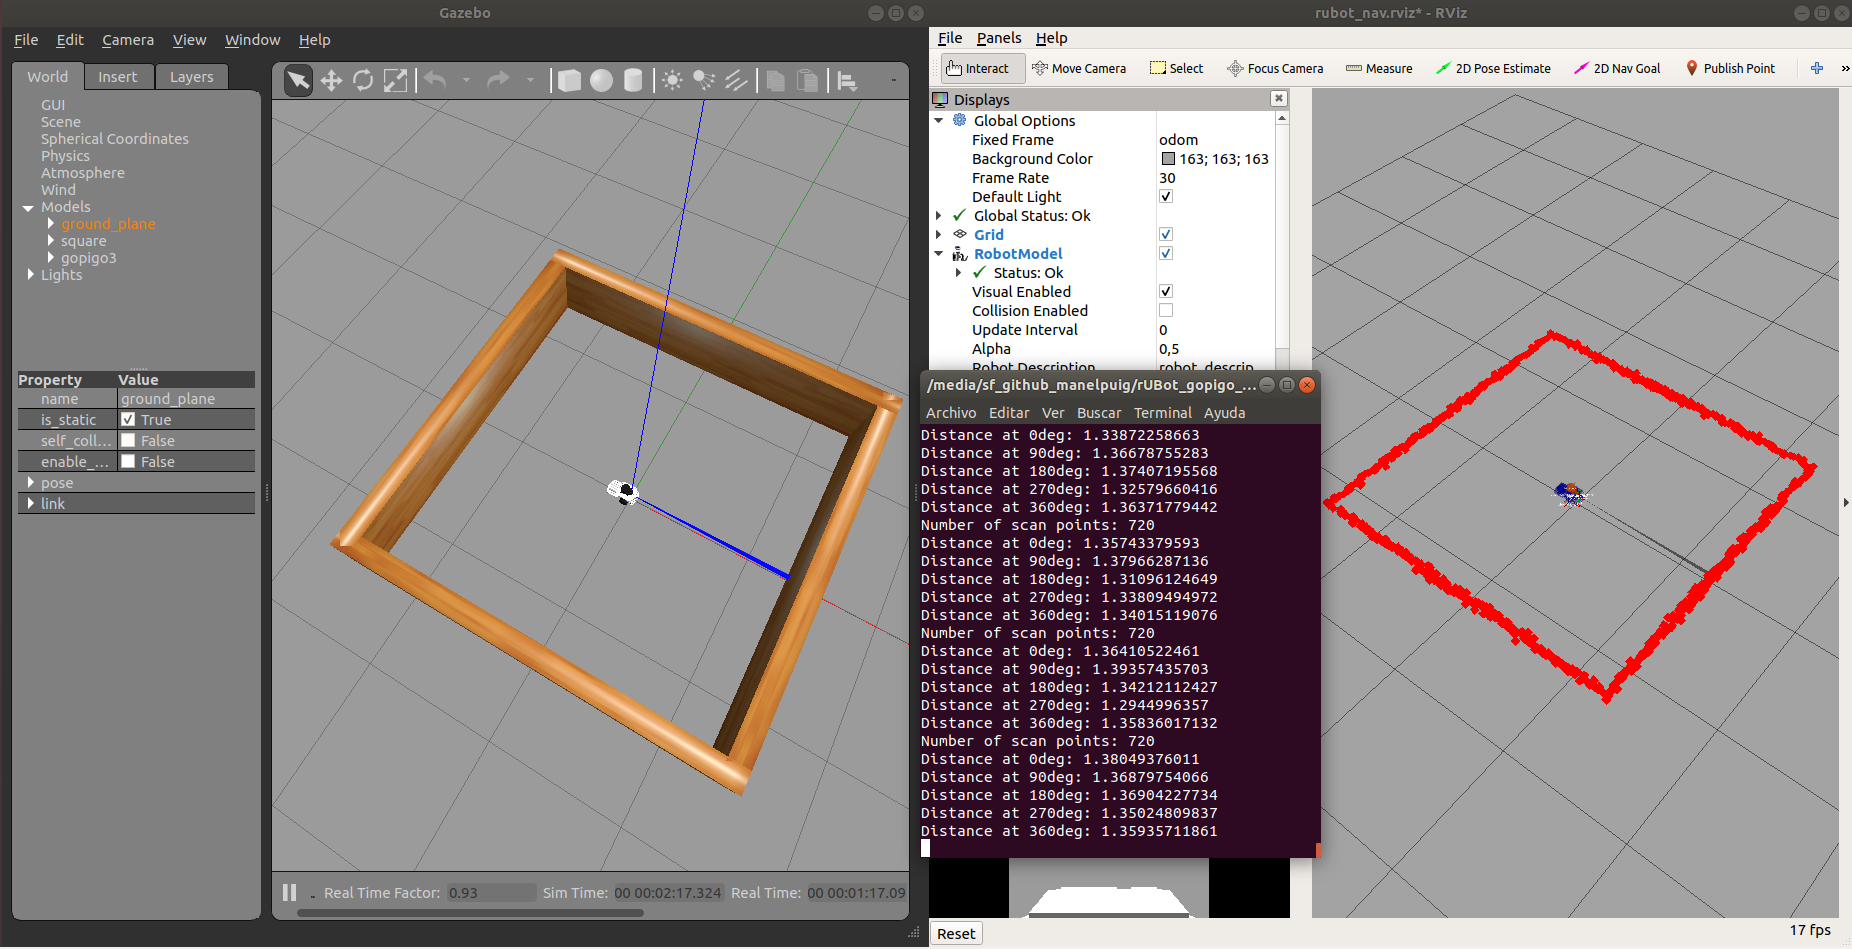 Gazebo
File Edit Camera View Window Help
World Insert Layers
GUI
Scene
Spherical Coordinates
Physics
Atmosphere
Wind
Models
ground_plane
square
gopigo3
Lights
Property Value
name ground_plane
is_static True
self_coll... False
enable_... False
pose
link
Real Time Factor: 0.93 Sim Time: 00 00:02:17.324 Real Time: 00 00:01:17.09
rubot_nav.rviz* - RViz
File Panels Help
Interact Move Camera Select Focus Camera Measure 2D Pose Estimate 2D Nav Goal Publish Point
Displays
Global Options
Fixed Frame odom
Background Color 163; 163; 163
Frame Rate 30
Default Light
Global Status: Ok
Grid
RobotModel
Status: Ok
Visual Enabled
Collision Enabled
Update Interval 0
Alpha 0,5
Robot Description robot_descrip
/media/sf_github_manelpuig/rUBot_gopigo_...
Archivo Editar Ver Buscar Terminal Ayuda
Distance at 0deg: 1.33872258663
Distance at 90deg: 1.36678755283
Distance at 180deg: 1.37407195568
Distance at 270deg: 1.32579660416
Distance at 360deg: 1.36371779442
Number of scan points: 720
Distance at 0deg: 1.35743379593
Distance at 90deg: 1.37966287136
Distance at 180deg: 1.31096124649
Distance at 270deg: 1.33809494972
Distance at 360deg: 1.34015119076
Number of scan points: 720
Distance at 0deg: 1.36410522461
Distance at 90deg: 1.39357435703
Distance at 180deg: 1.34212112427
Distance at 270deg: 1.2944996357
Distance at 360deg: 1.35836017132
Number of scan points: 720
Distance at 0deg: 1.38049376011
Distance at 90deg: 1.36879754066
Distance at 180deg: 1.36904227734
Distance at 270deg: 1.35024809837
Distance at 360deg: 1.35935711861
Reset
17 fps